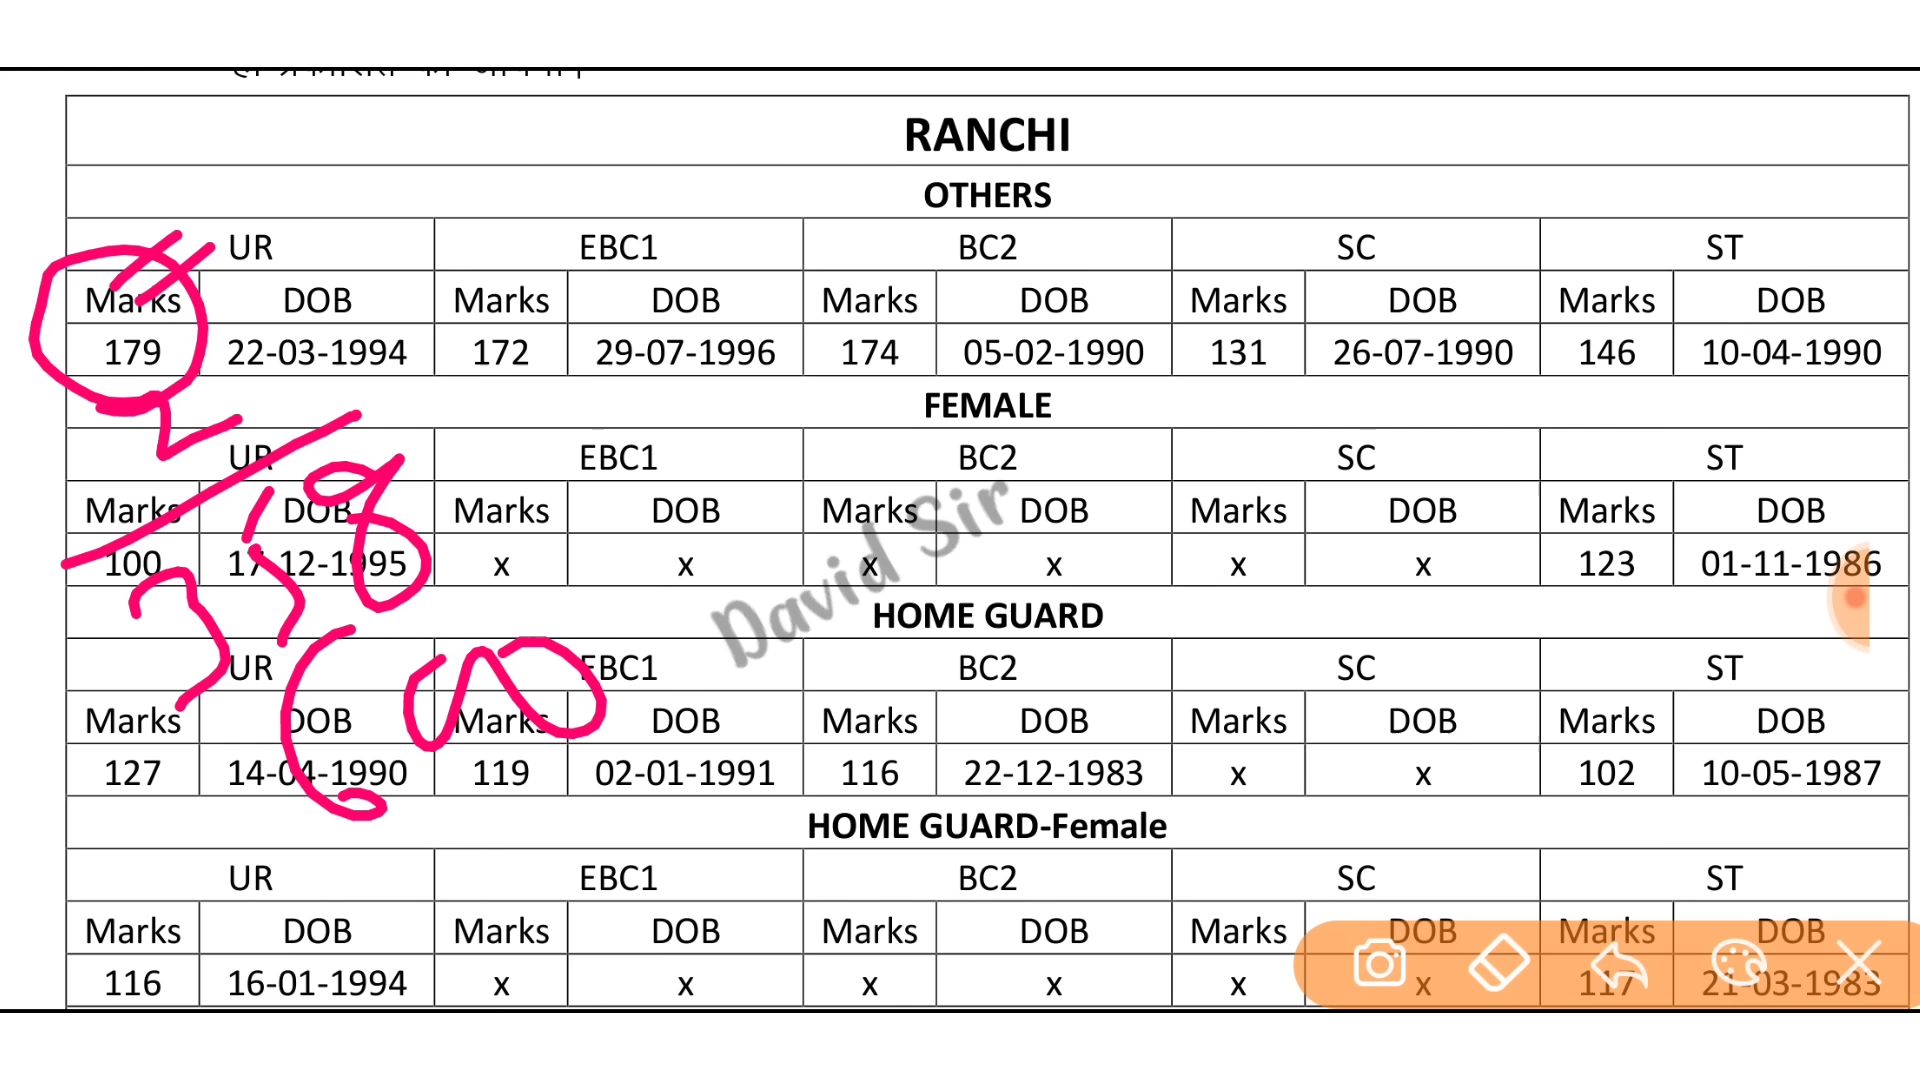 RANCHI
OTHERS
UR EBC1 BC2 SC ST
Marks DOB Marks DOB Marks DOB Marks DOB Marks DOB
179 22-03-1994 172 29-07-1996 174 05-02-1990 131 26-07-1990 146 10-04-1990
FEMALE
UR EBC1 BC2 SC ST
Marks DOB Marks DOB Marks DOB Marks DOB Marks DOB
100 17-12-1995 x x x x x x 123 01-11-1986
David Sir
HOME GUARD
UR EBC1 BC2 SC ST
Marks DOB Marks DOB Marks DOB Marks DOB Marks DOB
127 14-04-1990 119 02-01-1991 116 22-12-1983 x x 102 10-05-1987
HOME GUARD-Female
UR EBC1 BC2 SC ST
Marks DOB Marks DOB Marks DOB Marks DOB Marks DOB
116 16-01-1994 x x x x x x 117 21-03-1983